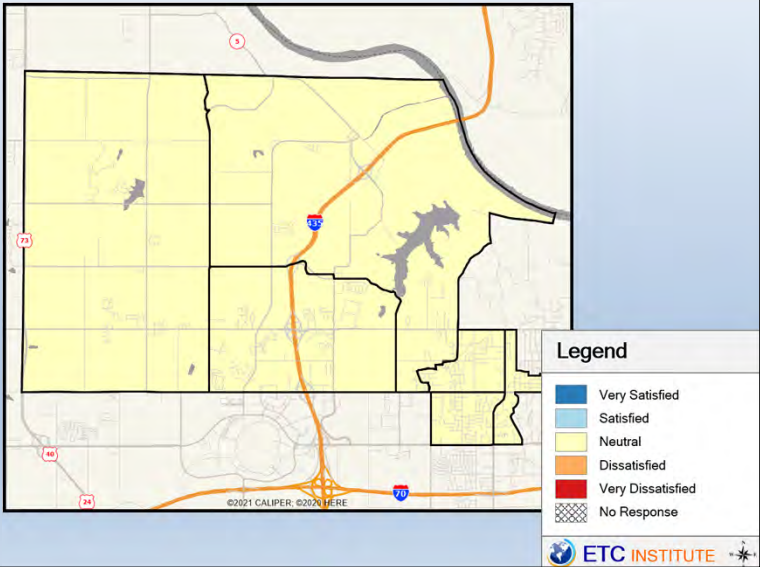 5
435
73
40
24
70
©2021 CALIPER; ©2020 HERE
Legend
Very Satisfied
Satisfied
Neutral
Dissatisfied
Very Dissatisfied
No Response
ETC INSTITUTE